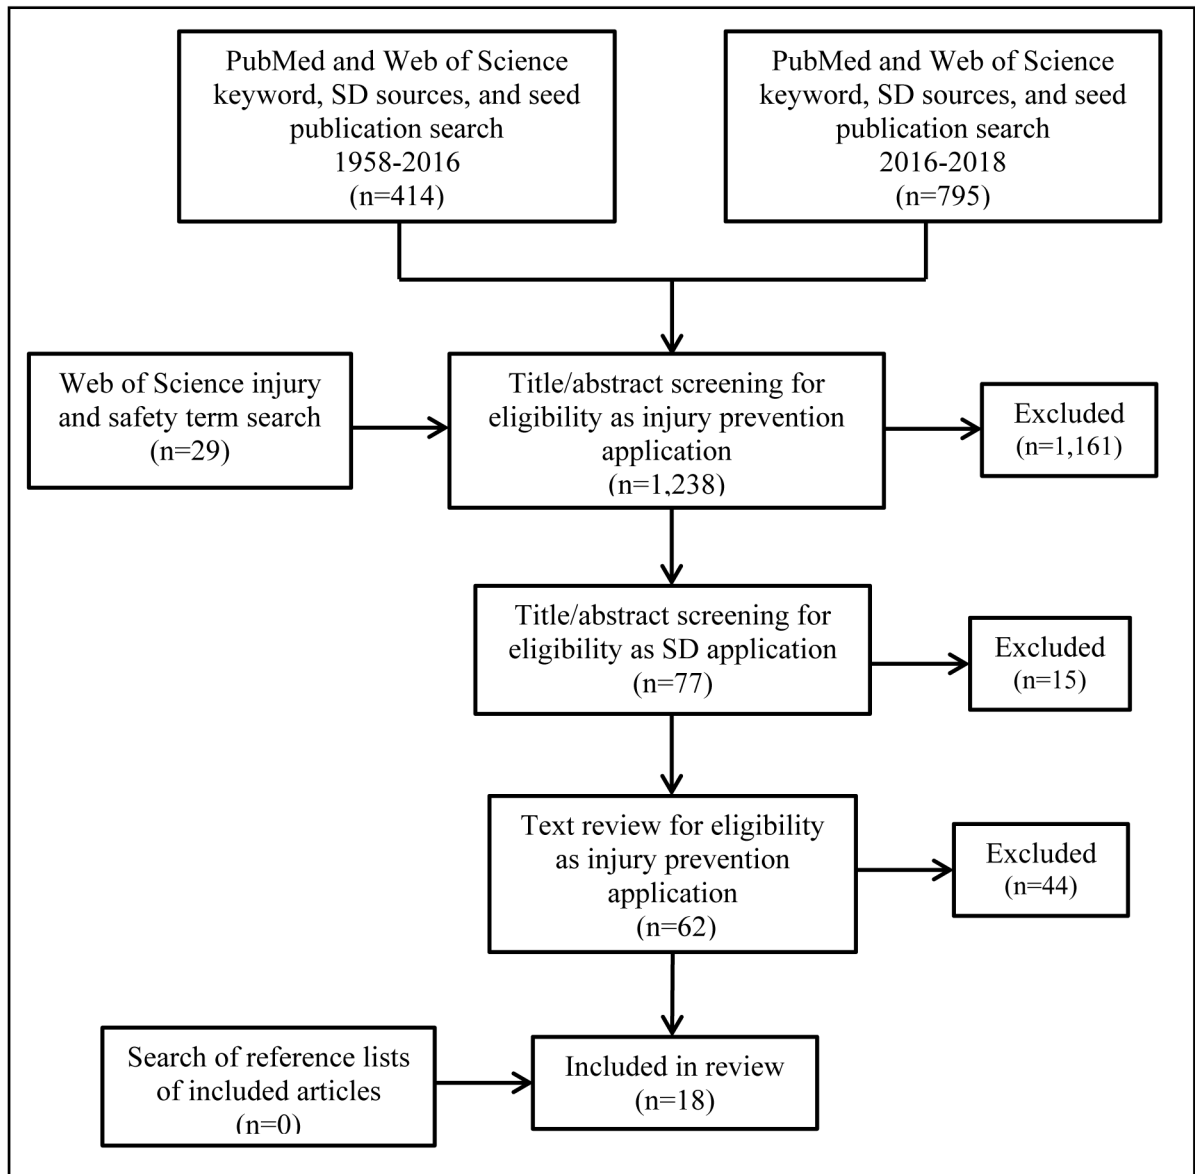 PubMed and Web of Science
keyword, SD sources, and seed
publication search
1958-2016
(n=414)
PubMed and Web of Science
keyword, SD sources, and seed
publication search
2016-2018
(n=795)
Web of Science injury
and safety term search
(n=29)
Title/abstract screening for
eligibility as injury prevention
application
(n=1,238)
Excluded
(n=1,161)
Title/abstract screening for
eligibility as SD application
(n=77)
Excluded
(n=15)
Text review for eligibility
as injury prevention
application
(n=62)
Excluded
(n=44)
Search of reference lists
of included articles
(n=0)
Included in review
(n=18)